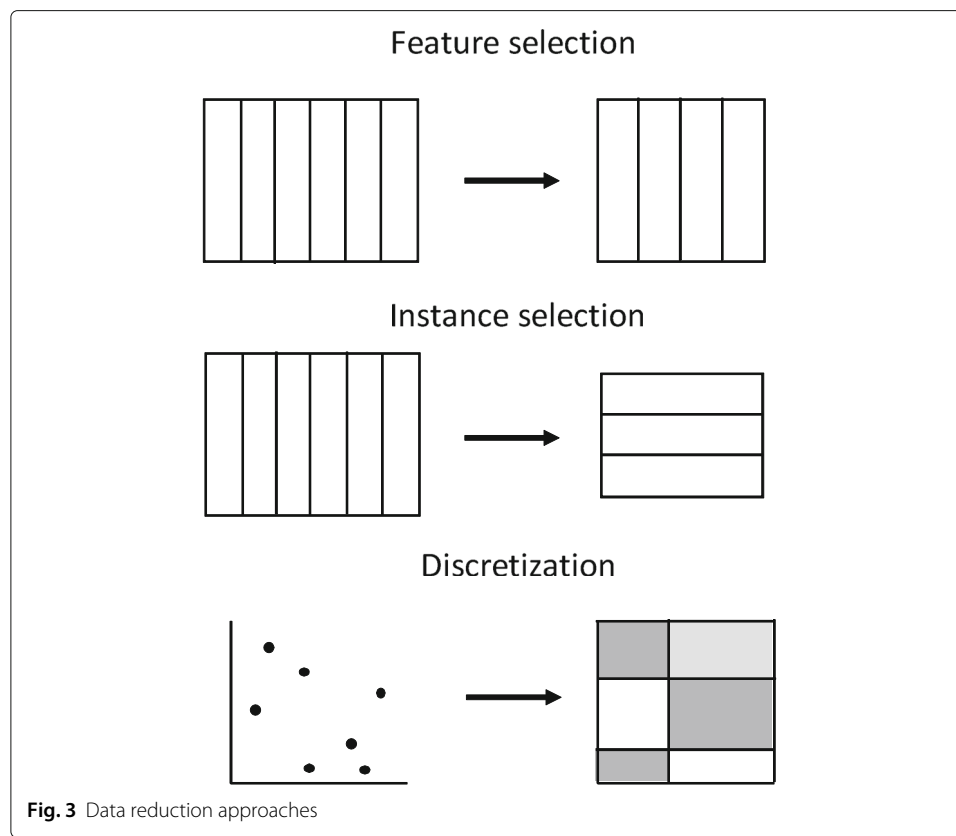 Feature selection
Instance selection
Discretization
Fig. 3 Data reduction approaches